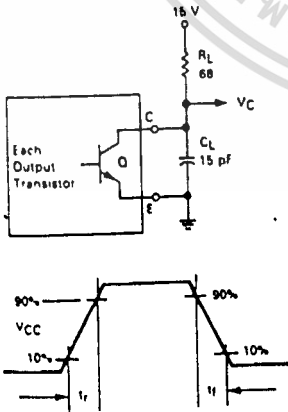 15 V
RL
68
C
VC
Each
Output
Transistor
Q
CL
15 pF
E
90%
90%
VCC
10%
10%
tr
tf